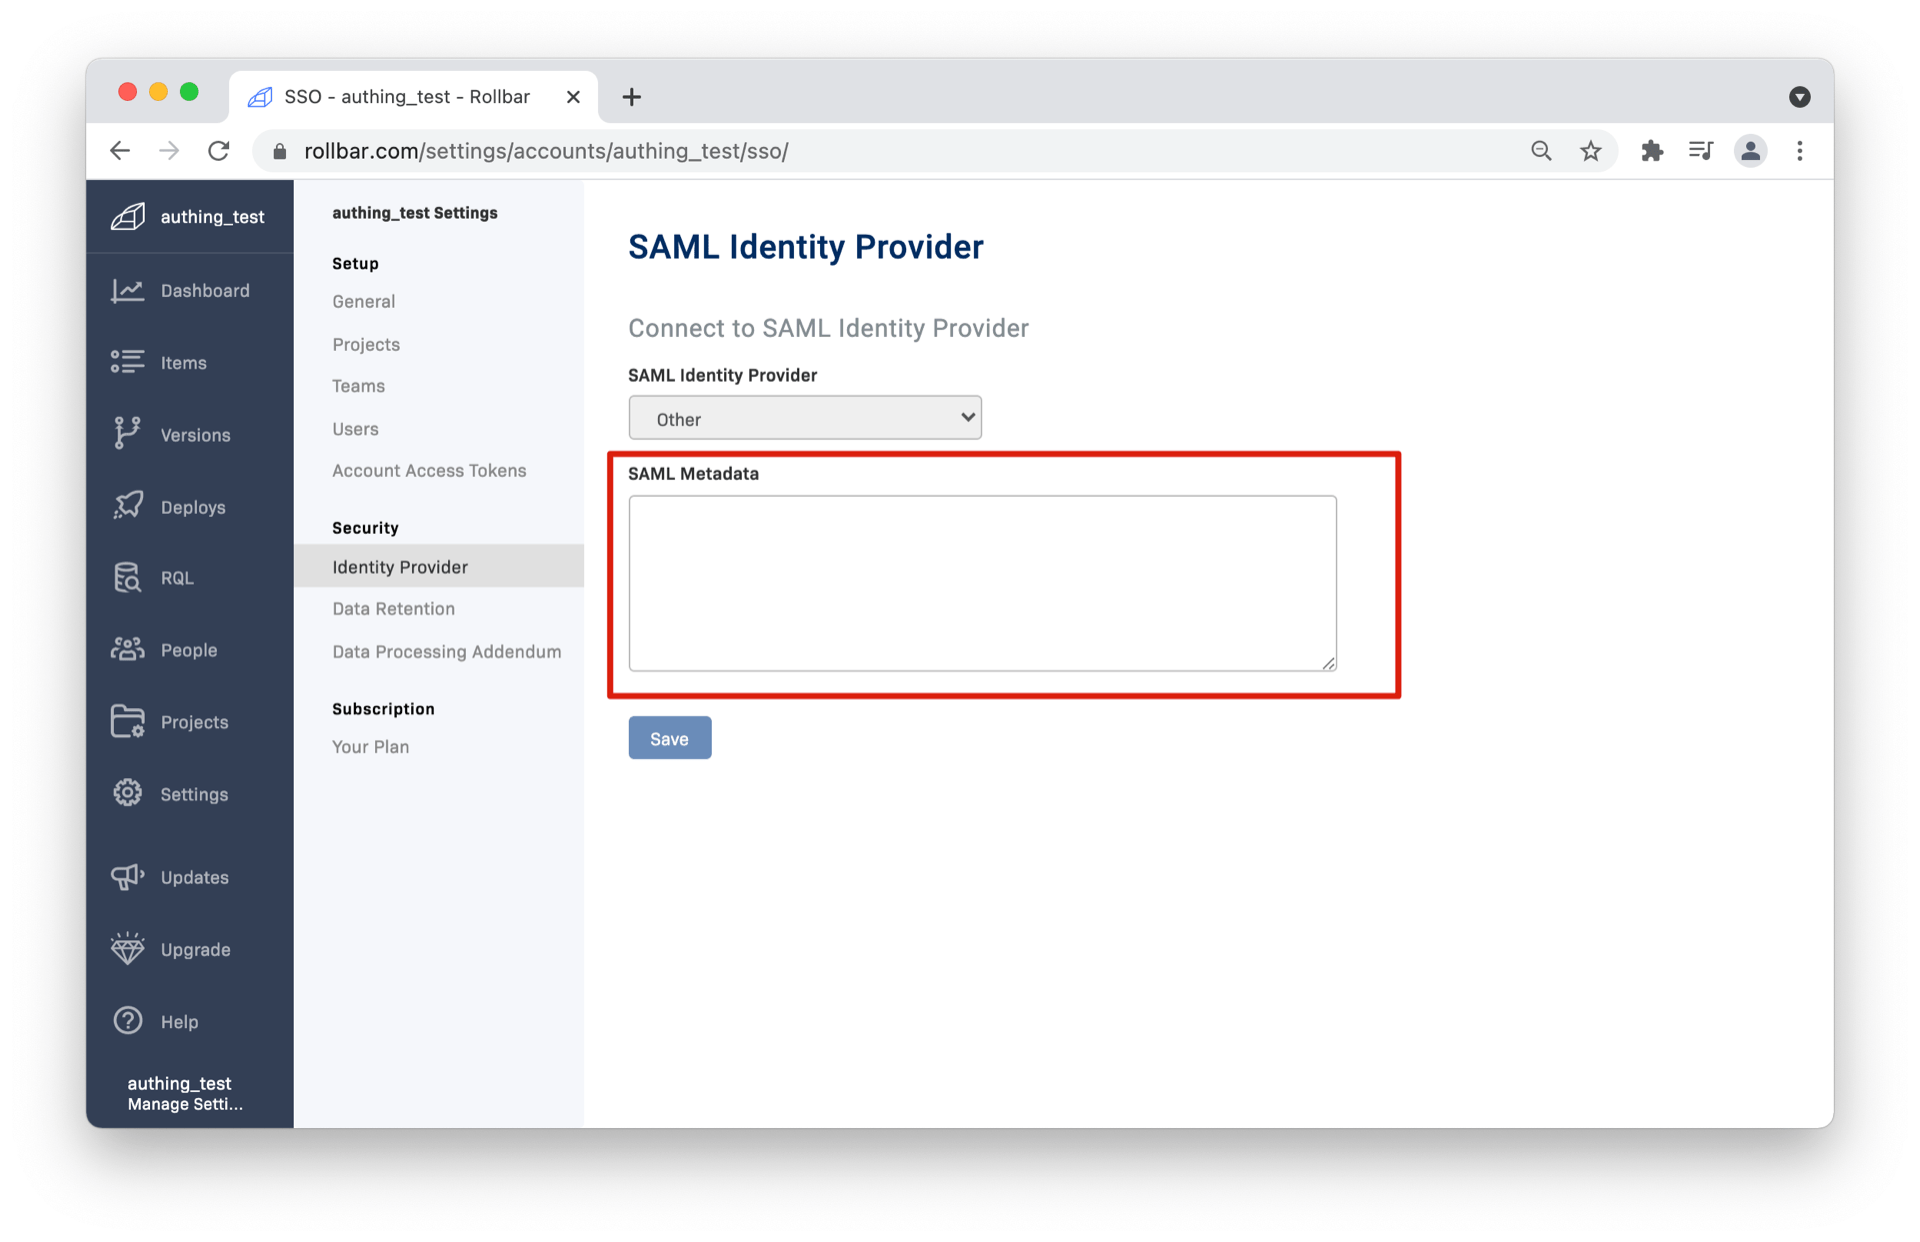 SSO - authing_test - Rollbar
rollbar.com/settings/accounts/authing_test/sso/
authing_test
Dashboard
Items
Versions
Deploys
RQL
People
Projects
Settings
Updates
Upgrade
Help
authing_test
Manage Setti...
authing_test Settings
Setup
General
Projects
Teams
Users
Account Access Tokens
Security
Identity Provider
Data Retention
Data Processing Addendum
Subscription
Your Plan
SAML Identity Provider
Connect to SAML Identity Provider
SAML Identity Provider
Other
SAML Metadata
Save